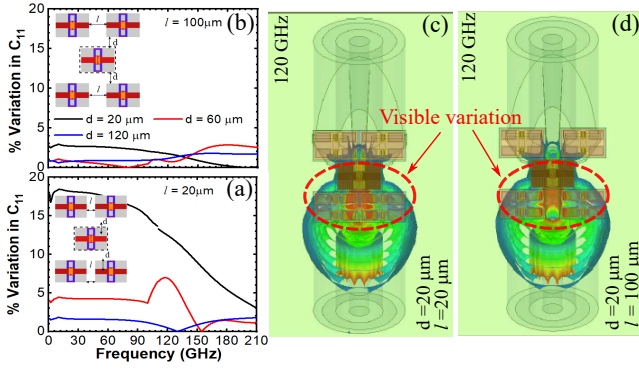 (b)
l = 100μm
l
d
d
l
d = 20 μm
d = 60 μm
d = 120 μm
% Variation in C11
20
15
10
5
0
(a)
l = 20μm
l
d
d
l
% Variation in C11
20
15
10
5
0
0 30 60 90 120 150 180 210
Frequency (GHz)
(c)
120 GHz
Visible variation
d =20 μm
l =20 μm
(d)
120 GHz
d =20 μm
l = 100 μm